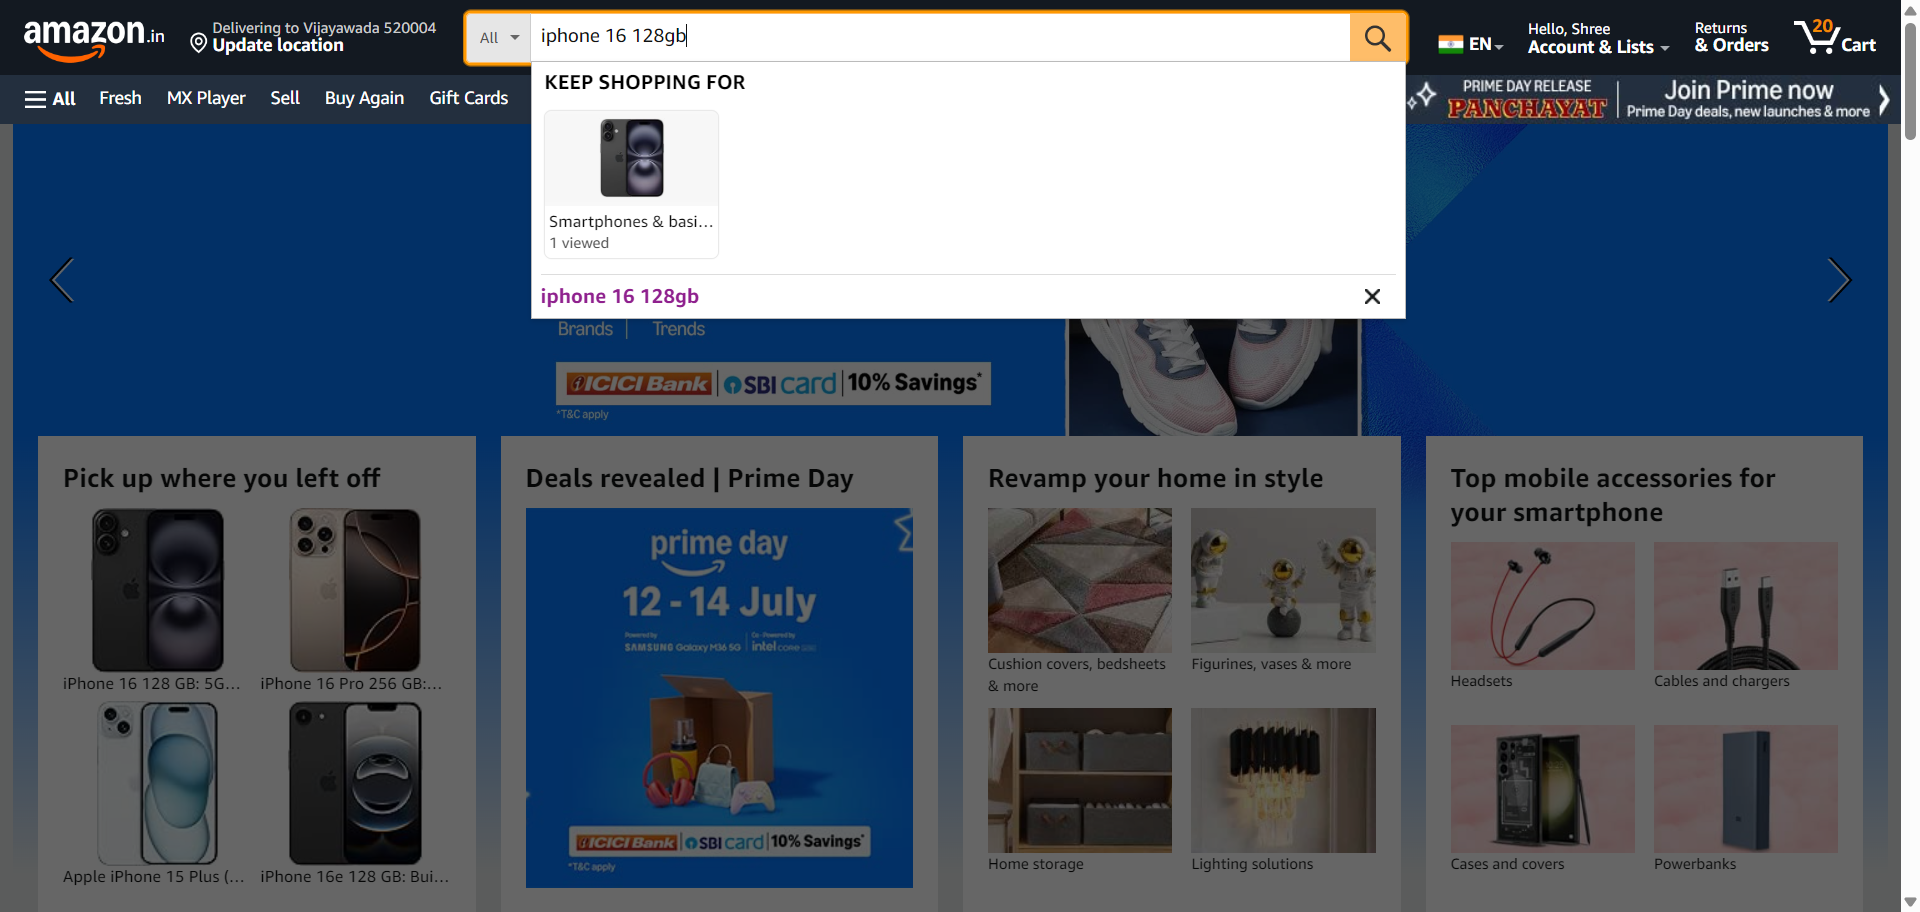 amazon.in
Delivering to Vijayawada 520004
Update location
All
iphone 16 128gb
EN
Hello, Shree
Account & Lists
Returns
& Orders
20
Cart
All
Fresh
MX Player
Sell
Buy Again
Gift Cards
PRIME DAY RELEASE
PANCHAYAT
Join Prime now
Prime Day deals, new launches & more
KEEP SHOPPING FOR
Smartphones & basi...
1 viewed
iphone 16 128gb
Brands | Trends
ICICI Bank | SBI card | 10% Savings*
*T&C apply
Pick up where you left off
iPhone 16 128 GB: 5G...
iPhone 16 Pro 256 GB:...
Apple iPhone 15 Plus (...
iPhone 16e 128 GB: Bui...
Deals revealed | Prime Day
prime day
12 - 14 July
Powered by
SAMSUNG Galaxy M36 5G
Co-Powered by
intel core
ICICI Bank | SBI card | 10% Savings*
*T&C apply
Revamp your home in style
Cushion covers, bedsheets
& more
Figurines, vases & more
Home storage
Lighting solutions
Top mobile accessories for
your smartphone
Headsets
Cables and chargers
Cases and covers
Powerbanks